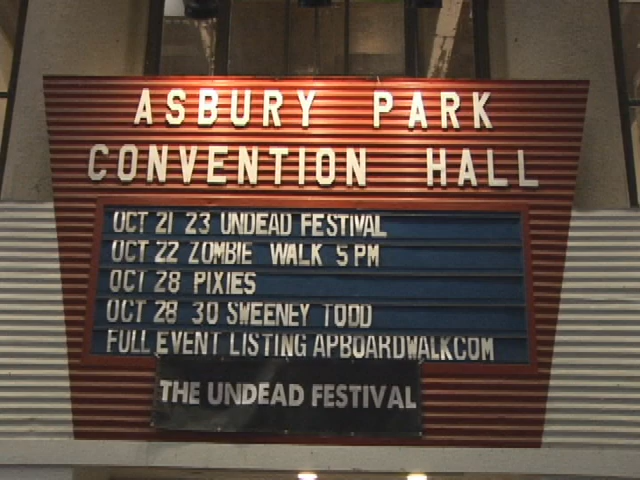 ASBURY PARK
CONVENTION HALL
OCT 21 23 UNDEAD FESTIVAL
OCT 22 ZOMBIE WALK 5 PM
OCT 28 PIXIES
OCT 28 30 SWEENEY TODD
FULL EVENT LISTING APBOARDWALKCOM
THE UNDEAD FESTIVAL